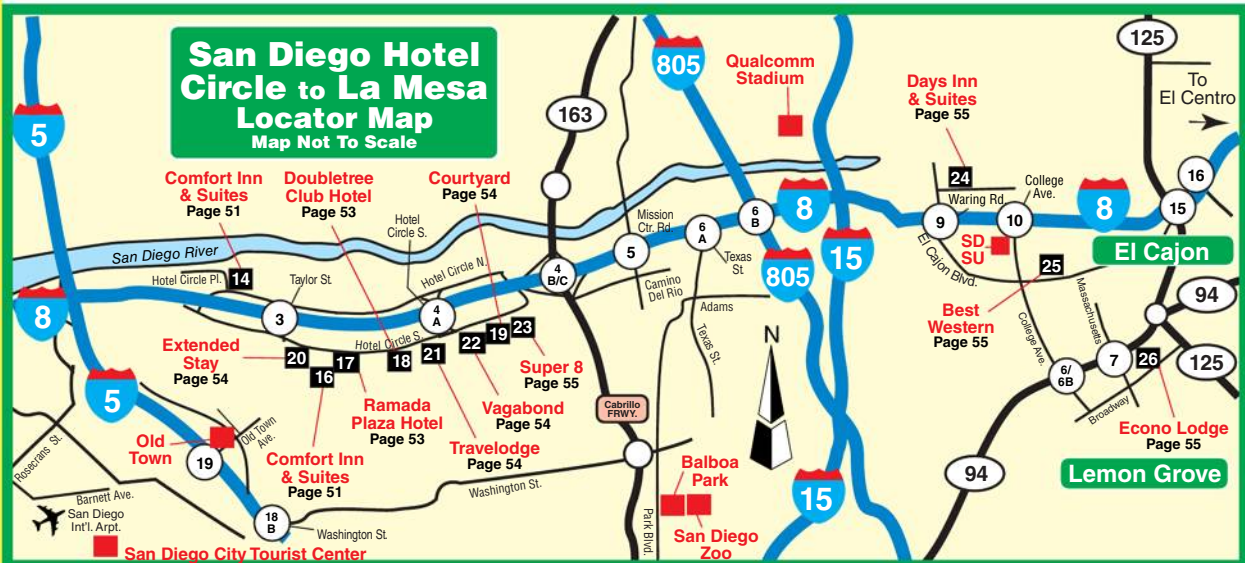 San Diego Hotel
Circle to La Mesa
Locator Map
Map Not To Scale
5
163
805
Qualcomm
Stadium
125
To
El Centro
Days Inn
& Suites
Page 55
24
Waring Rd.
College
Ave.
16
15
8
8
9
10
SD
SU
El Cajon
El Cajon Blvd.
25
Best
Western
Page 55
Massachusetts
College Ave.
94
125
6/
6B
7
26
Broadway
Econo Lodge
Page 55
Lemon Grove
94
Comfort Inn
& Suites
Page 51
Doubletree
Club Hotel
Page 53
Courtyard
Page 54
Hotel
Circle S.
San Diego River
Hotel Circle Pl.
14
Taylor St.
Hotel Circle N.
8
3
4
A
4
B/C
5
Mission
Ctr. Rd.
6
A
6
B
Texas
St
805
15
Camino
Del Rio
Adams
Texas St.
N
Hotel Circle S.
Extended
Stay
Page 54
20
16
17
18
21
22
19
23
Super 8
Page 55
Ramada
Plaza Hotel
Page 53
Vagabond
Page 54
Travelodge
Page 54
Cabrillo
FRWY.
5
Old
Town
Old Town
Ave.
19
Comfort Inn
& Suites
Page 51
Rosecrans St.
Barnett Ave.
San Diego
Int'l. Arpt.
18
B
Washington St.
Washington St.
San Diego City Tourist Center
Balboa
Park
San Diego
Zoo
Park Blvd.
15